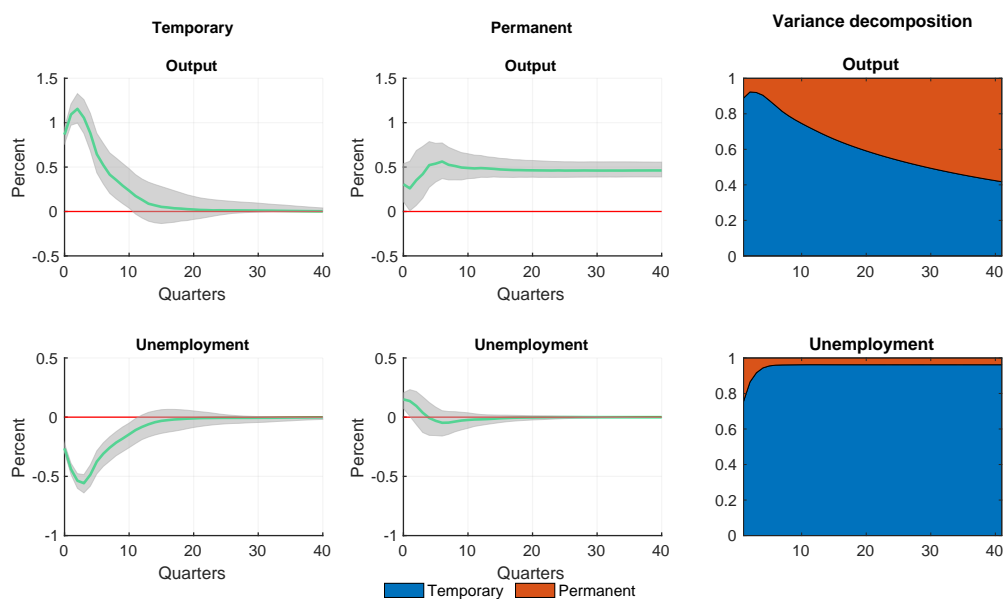 Temporary
Permanent
Variance decomposition
Output
1.5
1
0.5
0
-0.5
Percent
0 10 20 30 40
Quarters
Output
1.5
1
0.5
0
-0.5
Percent
0 10 20 30 40
Quarters
Output
1
0.8
0.6
0.4
0.2
0
10 20 30 40
Unemployment
0.5
0
-0.5
-1
Percent
0 10 20 30 40
Quarters
Unemployment
0.5
0
-0.5
-1
Percent
0 10 20 30 40
Quarters
Unemployment
1
0.8
0.6
0.4
0.2
0
10 20 30 40
Temporary Permanent